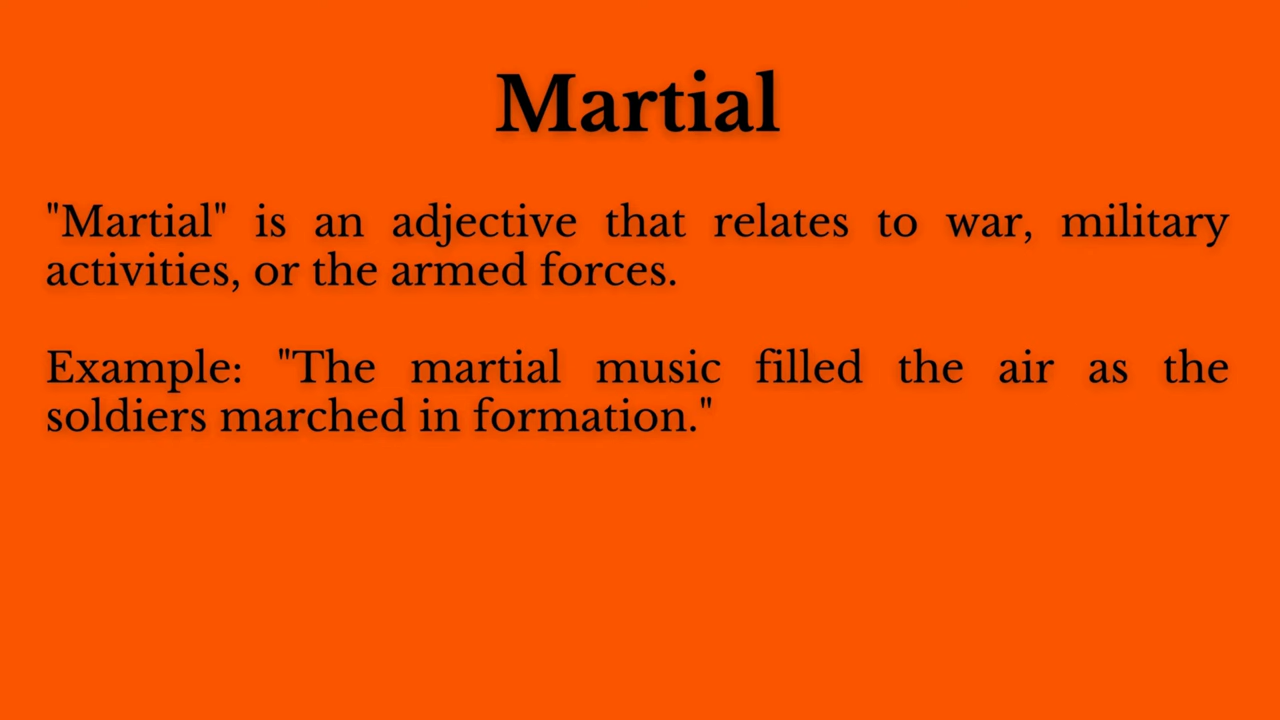 Martial
"Martial" is an adjective that relates to war, military
activities, or the armed forces.
Example: "The martial music filled the air as the
soldiers marched in formation."